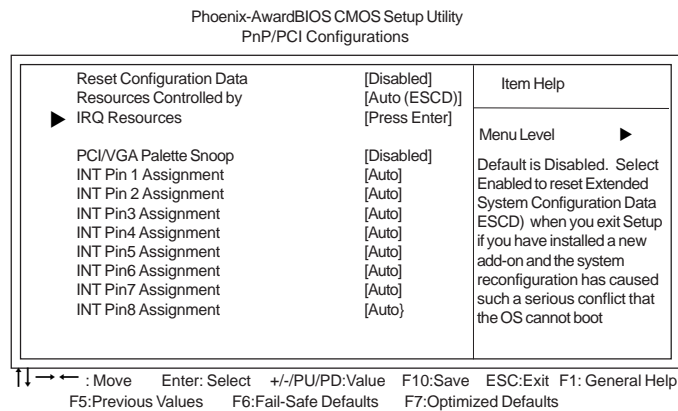 Phoenix-AwardBIOS CMOS Setup Utility
PnP/PCI Configurations
Reset Configuration Data [Disabled]
Resources Controlled by [Auto (ESCD)]
IRQ Resources [Press Enter]
PCI/VGA Palette Snoop [Disabled]
INT Pin 1 Assignment [Auto]
INT Pin 2 Assignment [Auto]
INT Pin3 Assignment [Auto]
INT Pin4 Assignment [Auto]
INT Pin5 Assignment [Auto]
INT Pin6 Assignment [Auto]
INT Pin7 Assignment [Auto]
INT Pin8 Assignment [Auto}
Item Help
Menu Level
Default is Disabled. Select
Enabled to reset Extended
System Configuration Data
ESCD) when you exit Setup
if you have installed a new
add-on and the system
reconfiguration has caused
such a serious conflict that
the OS cannot boot
: Move Enter: Select +/-/PU/PD:Value F10:Save ESC:Exit F1: General Help
F5:Previous Values F6:Fail-Safe Defaults F7:Optimized Defaults